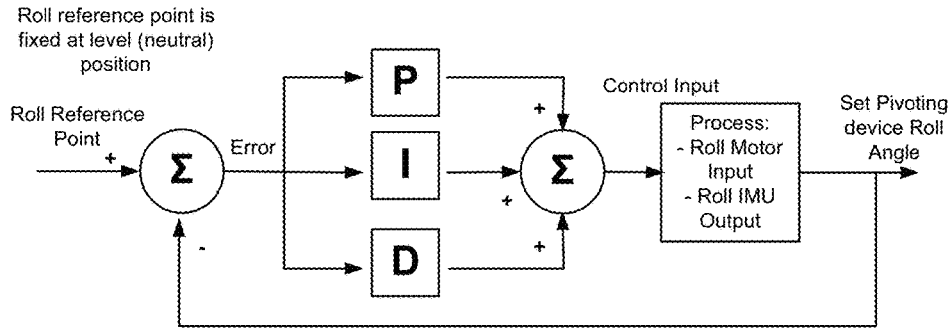 Roll reference point is
fixed at level (neutral)
position
Roll Reference
Point
+
Σ
-
Error
P
I
D
+
+
+
Σ
Control Input
Process:
- Roll Motor
Input
- Roll IMU
Output
Set Pivoting
device Roll
Angle